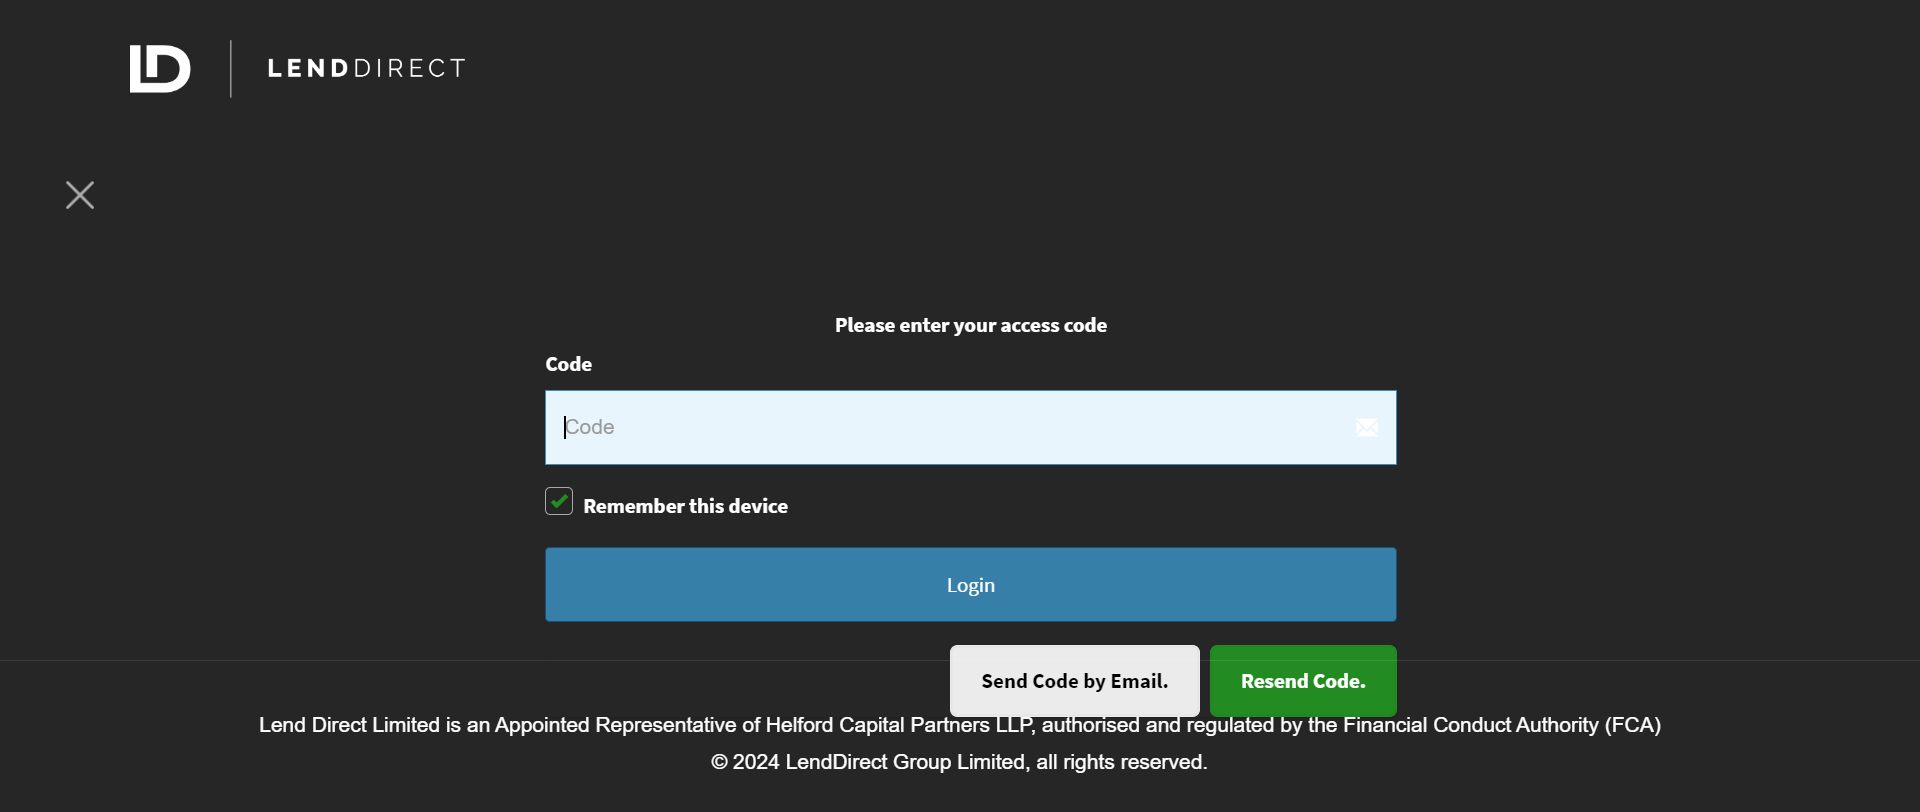 LD
LENDDIRECT
Please enter your access code
Code
Code
Remember this device
Login
Send Code by Email.
Resend Code.
Lend Direct Limited is an Appointed Representative of Helford Capital Partners LLP, authorised and regulated by the Financial Conduct Authority (FCA)
© 2024 LendDirect Group Limited, all rights reserved.